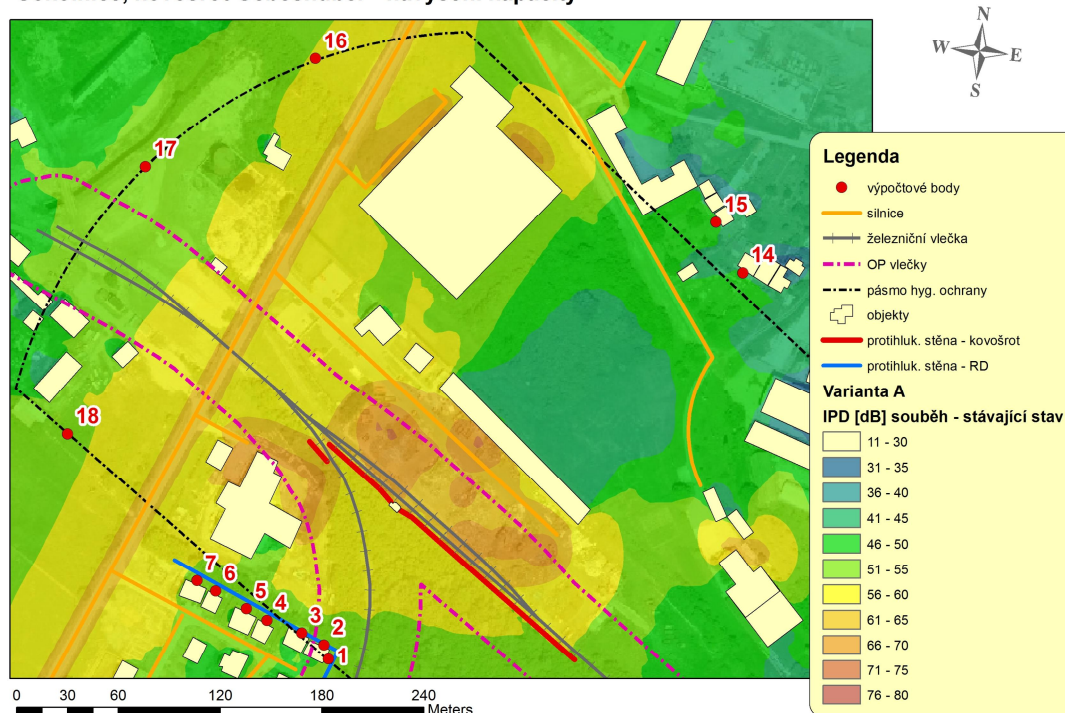 N
W E
S
16
17
15
14
18
7
6
5
4
3
2
1
0 30 60 120 180 240
Meters
Legenda
výpočtové body
silnice
železniční vlečka
OP vlečky
pásmo hyg. ochrany
objekty
protihluk. stěna - kovošrot
protihluk. stěna - RD
Varianta A
IPD [dB] souběh - stávající stav
11 - 30
31 - 35
36 - 40
41 - 45
46 - 50
51 - 55
56 - 60
61 - 65
66 - 70
71 - 75
76 - 80